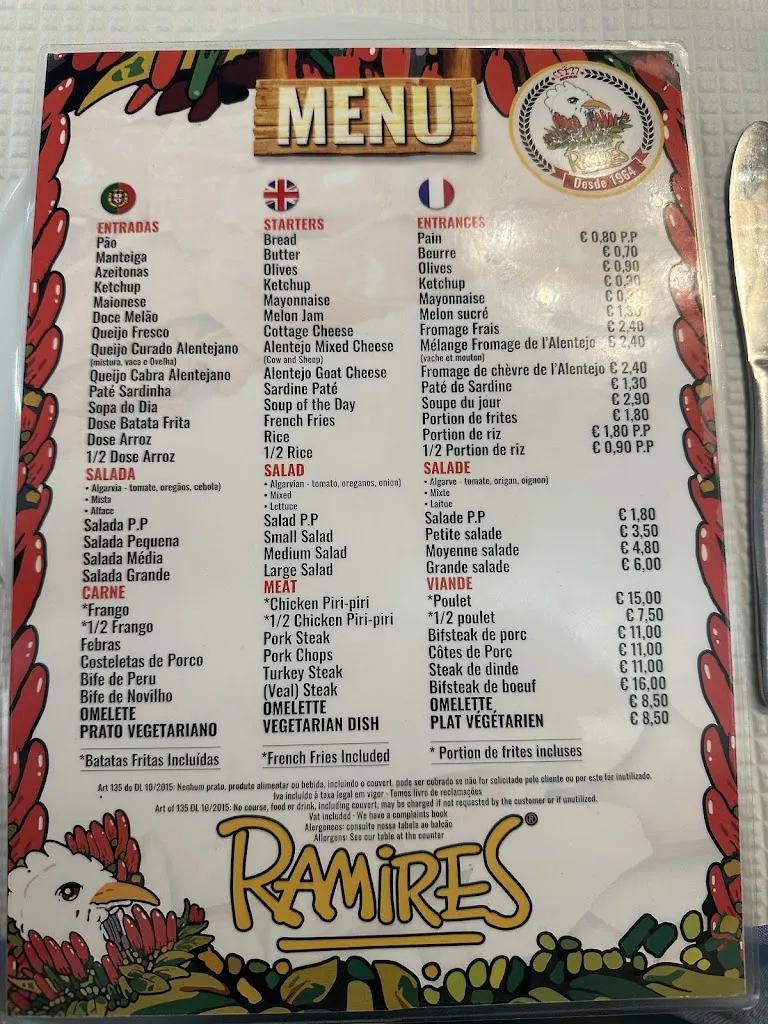 MENU
RAMIRES
Desde 1964
ENTRADAS STARTERS ENTRANCES
Pão Bread Pain € 0,80 P.P
Manteiga Butter Beurre € 0,70
Azeitonas Olives Olives € 0,90
Ketchup Ketchup Ketchup € 0,30
Maionese Mayonnaise Mayonnaise
Doce Melão Melon Jam Melon sucré
Queijo Fresco Cottage Cheese Fromage Frais € 2,40
Queijo Curado Alentejano Alentejo Mixed Cheese Mélange Fromage de l'Alentejo € 2,40
(mistura, vaca e Ovelha) (Cow and Sheep) (vache et mouton)
Queijo Cabra Alentejano Alentejo Goat Cheese Fromage de chèvre de l'Alentejo € 2,40
Paté Sardinha Sardine Paté Paté de Sardine € 1,30
Sopa do Dia Soup of the Day Soupe du jour € 2,90
Dose Batata Frita French Fries Portion de frites € 1,80
Dose Arroz Rice Portion de riz € 1,80 P.P
1/2 Dose Arroz 1/2 Rice 1/2 Portion de riz € 0,90 P.P
SALADA SALAD SALADE
• Algarvia - tomate, oregãos, cebola) • Algarvian - tomato, oreganos, onion) • Algarve - tomate, origan, oignon)
• Mista • Mixed • Mixte
• Alface • Lettuce • Laitue
Salada P.P Salad P.P Salade P.P € 1,80
Salada Pequena Small Salad Petite salade € 3,50
Salada Média Medium Salad Moyenne salade € 4,80
Salada Grande Large Salad Grande salade € 6,00
CARNE MEAT VIANDE
*Frango *Chicken Piri-piri *Poulet € 15,00
*1/2 Frango *1/2 Chicken Piri-piri *1/2 poulet € 7,50
Febras Pork Steak Bifsteak de porc € 11,00
Costeletas de Porco Pork Chops Côtes de Porc € 11,00
Bife de Peru Turkey Steak Steak de dinde € 11,00
Bife de Novilho (Veal) Steak Bifsteak de boeuf € 16,00
OMELETE OMELETTE OMELETTE € 8,50
PRATO VEGETARIANO VEGETARIAN DISH PLAT VÉGÉTARIEN € 8,50
*Batatas Fritas Incluídas *French Fries Included * Portion de frites incluses
Art 135 do DL 10/2015: Nenhum prato, produto alimentar ou bebida, incluindo o couvert, pode ser cobrado se não for solicitado pelo cliente ou por este for inutilizado.
Iva incluído à taxa legal em vigor - Temos livro de reclamações
Art of 135 DL 10/2015: No course, food or drink, including couvert, may be charged if not requested by the customer or if unutilized.
Vat included - We have a complaints book
Alergeneos: consulte nossa tabela ao balcão
Allergens: See our table at the counter
RAMIRES®